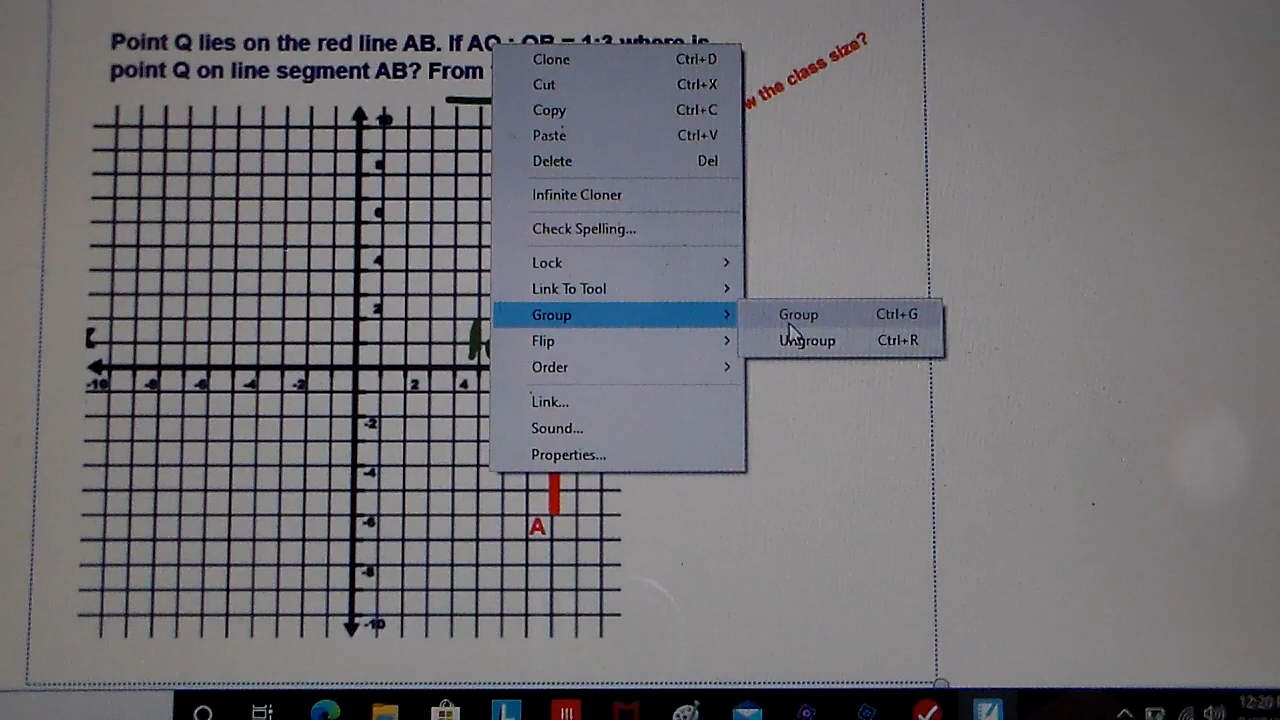 Point Q lies on the red line AB. If AQ : QB = 1:3 where is
point Q on line segment AB? From
w the class size?
Clone Ctrl+D
Cut Ctrl+X
Copy Ctrl+C
Paste Ctrl+V
Delete Del
Infinite Cloner
Check Spelling...
Lock
Link To Tool
Group
Group Ctrl+G
Ungroup Ctrl+R
Flip
Order
Link...
Sound...
Properties...
10
4
2
-10 -8 -6 -4 -2 2 4
-2
-4
-6
-8
-10
A
12:20